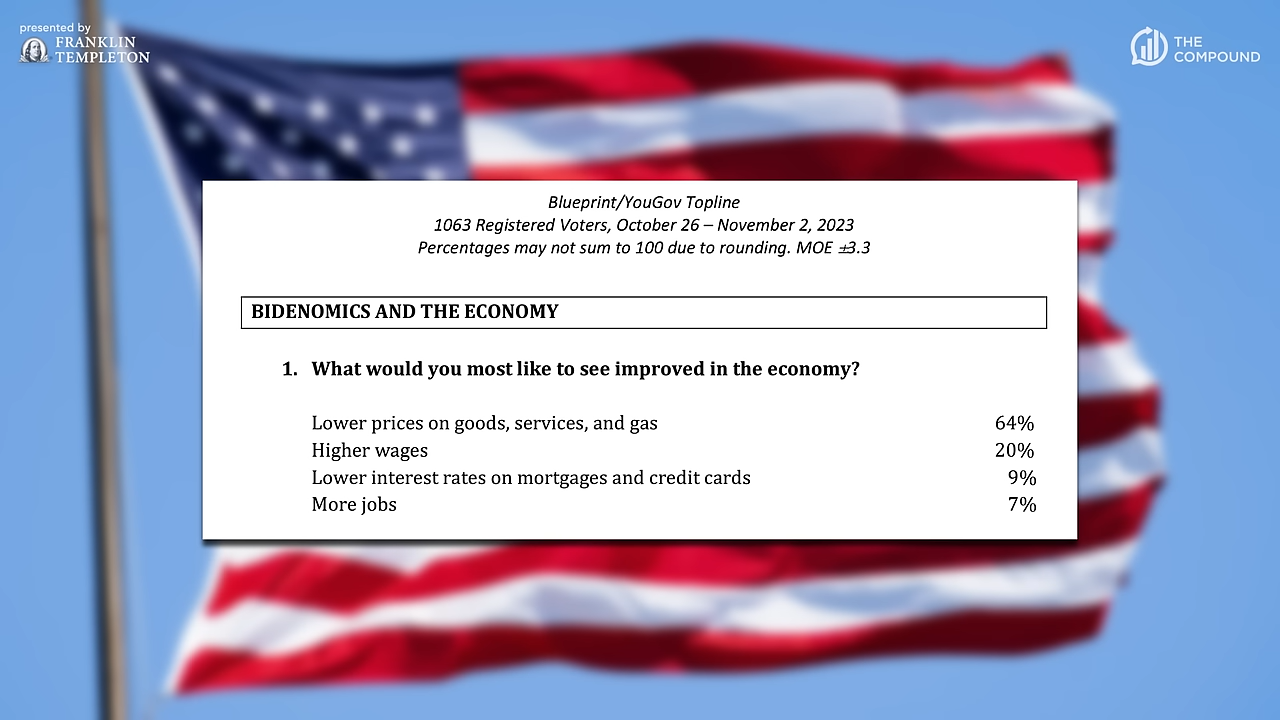 presented by
FRANKLIN
TEMPLETON
THE
COMPOUND
Blueprint/YouGov Topline
1063 Registered Voters, October 26 – November 2, 2023
Percentages may not sum to 100 due to rounding. MOE ±3.3
BIDENOMICS AND THE ECONOMY
1. What would you most like to see improved in the economy?
Lower prices on goods, services, and gas 64%
Higher wages 20%
Lower interest rates on mortgages and credit cards 9%
More jobs 7%